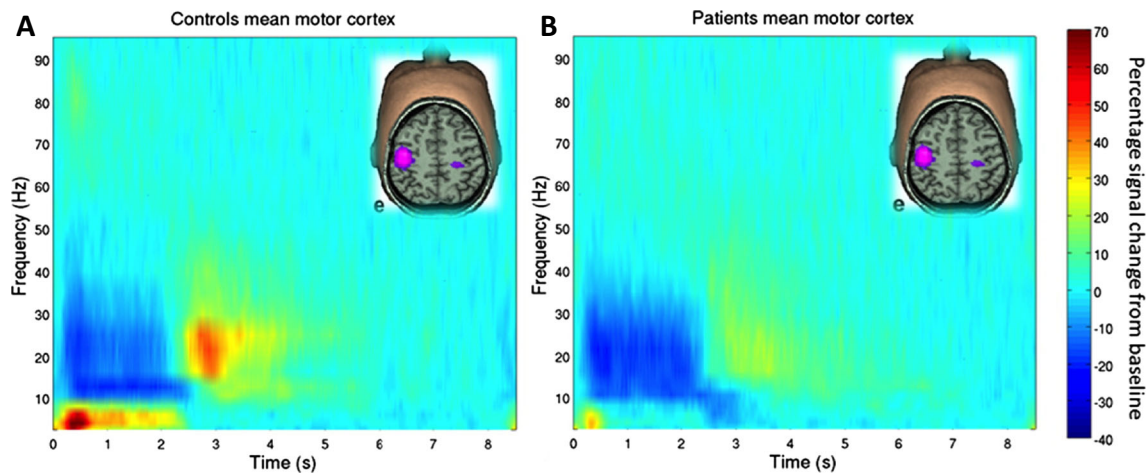 A
Controls mean motor cortex
90
80
70
60
50
40
30
20
10
Frequency (Hz)
e
0 1 2 3 4 5 6 7 8
Time (s)
B
Patients mean motor cortex
90
80
70
60
50
40
30
20
10
Frequency (Hz)
e
0 1 2 3 4 5 6 7 8
Time (s)
70
60
50
40
30
20
10
0
-10
-20
-30
-40
Percentage signal change from baseline